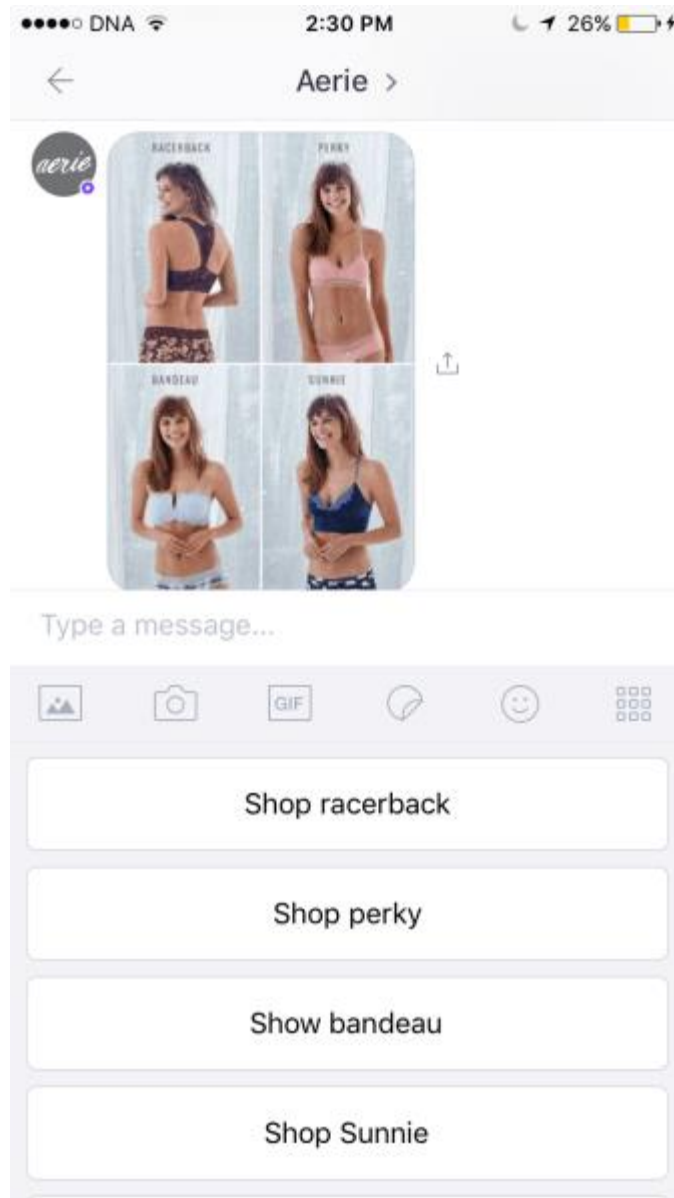 DNA 2:30 PM 26%
Aerie >
aerie
RACERBACK PERKY
BANDEAU SUNNIE
Type a message...
GIF
Shop racerback
Shop perky
Show bandeau
Shop Sunnie